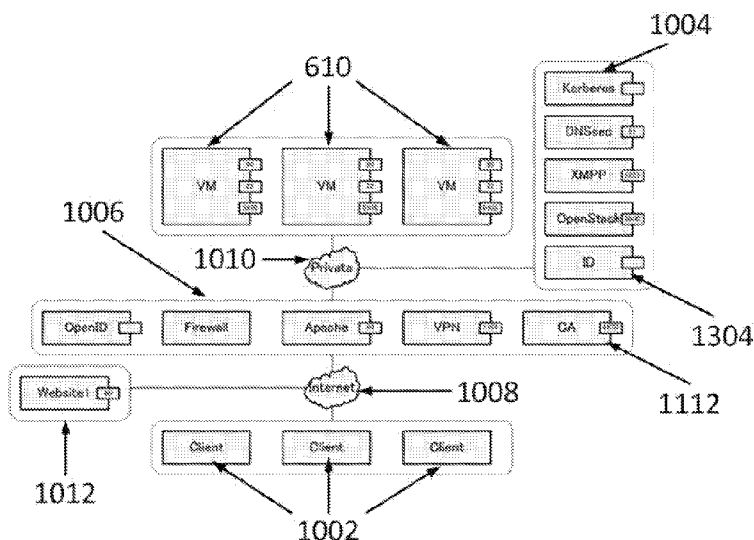 1004
610
Kerberos
DNSsec
XMPP
OpenStack
ID
VM
VM
VM
1006
1010
Private
1304
OpenID
Firewall
Apache
VPN
CA
Website1
Internet
1008
1112
1012
Client
Client
Client
1002